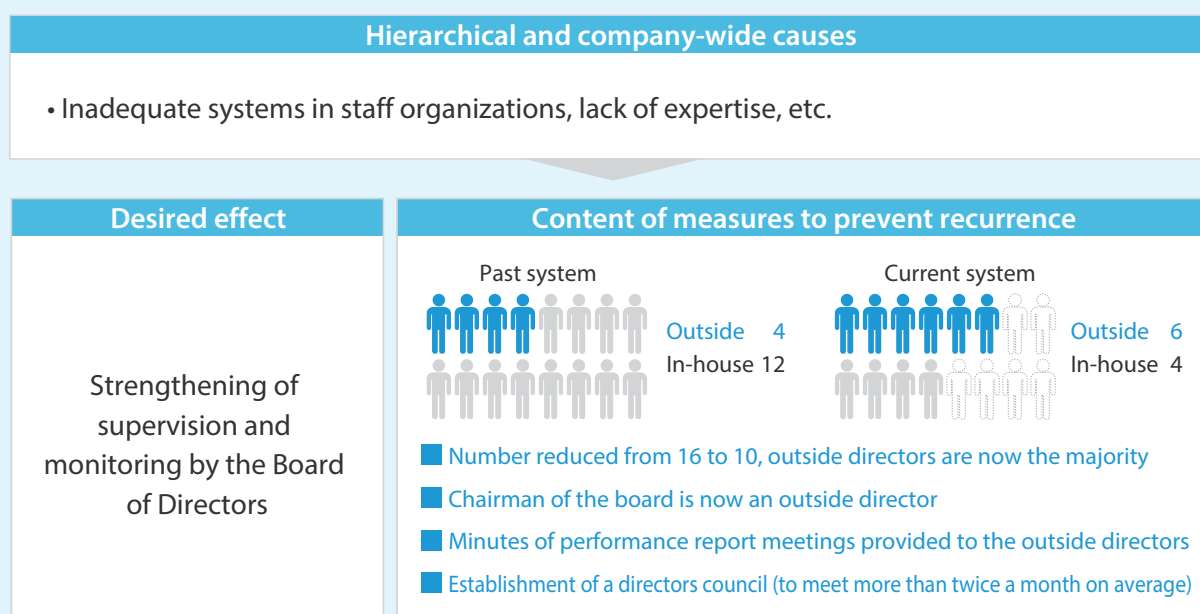 Hierarchical and company-wide causes
• Inadequate systems in staff organizations, lack of expertise, etc.
Desired effect
Strengthening of
supervision and
monitoring by the Board
of Directors
Content of measures to prevent recurrence
Past system
Outside 4
In-house 12
Current system
Outside 6
In-house 4
Number reduced from 16 to 10, outside directors are now the majority
Chairman of the board is now an outside director
Minutes of performance report meetings provided to the outside directors
Establishment of a directors council (to meet more than twice a month on average)